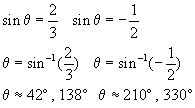 sin θ = 2/3 sin θ = -1/2
θ = sin⁻¹(2/3) θ = sin⁻¹(-1/2)
θ ≈ 42°, 138° θ ≈ 210°, 330°